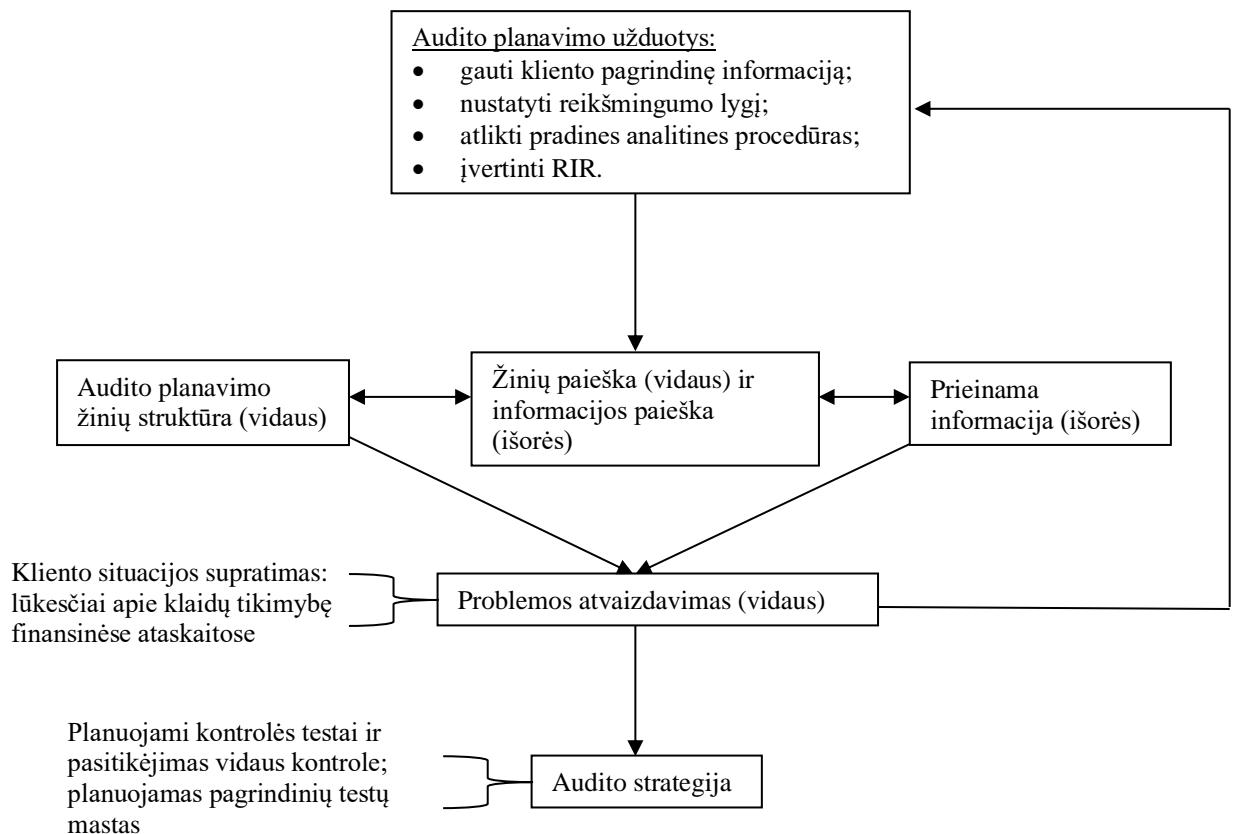 Audito planavimo užduotys:
• gauti kliento pagrindinę informaciją;
• nustatyti reikšmingumo lygį;
• atlikti pradines analitines procedūras;
• įvertinti RIR.
Audito planavimo
žinių struktūra (vidaus)
Žinių paieška (vidaus) ir
informacijos paieška
(išorės)
Prieinama
informacija (išorės)
Kliento situacijos supratimas:
lūkesčiai apie klaidų tikimybę
finansinėse ataskaitose
Problemos atvaizdavimas (vidaus)
Planuojami kontrolės testai ir
pasitikėjimas vidaus kontrole;
planuojamas pagrindinių testų
mastas
Audito strategija